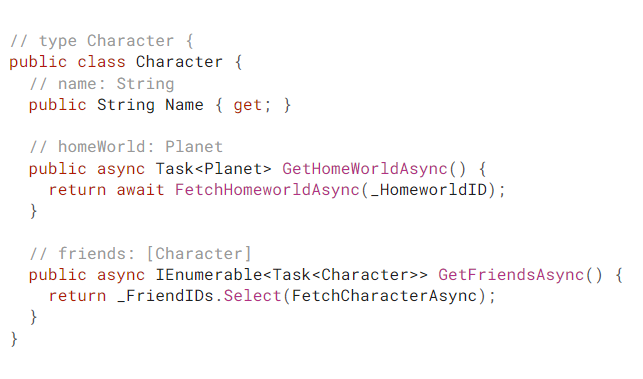 // type Character {
public class Character {
  // name: String
  public String Name { get; }

  // homeWorld: Planet
  public async Task<Planet> GetHomeWorldAsync() {
    return await FetchHomeworldAsync(_HomeworldID);
  }

  // friends: [Character]
  public async IEnumerable<Task<Character>> GetFriendsAsync() {
    return _FriendIDs.Select(FetchCharacterAsync);
  }
}